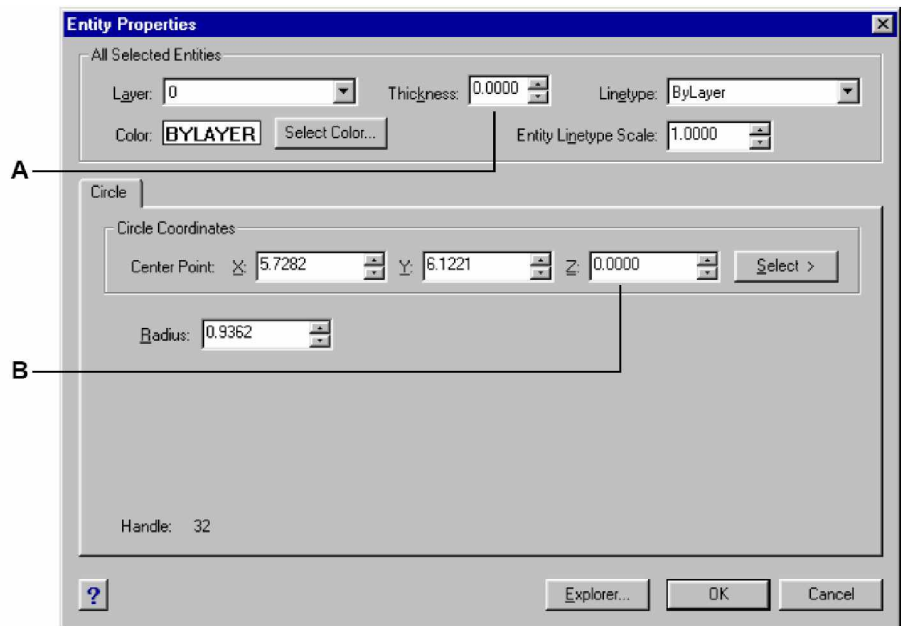 Entity Properties
All Selected Entities
Layer: 0 Thickness: 0.0000 Linetype: ByLayer
Color: BYLAYER Select Color... Entity Linetype Scale: 1.0000
A
Circle
Circle Coordinates
Center Point: X: 5.7282 Y: 6.1221 Z: 0.0000 Select >
Radius: 0.9362
B
Handle: 32
? Explorer... OK Cancel